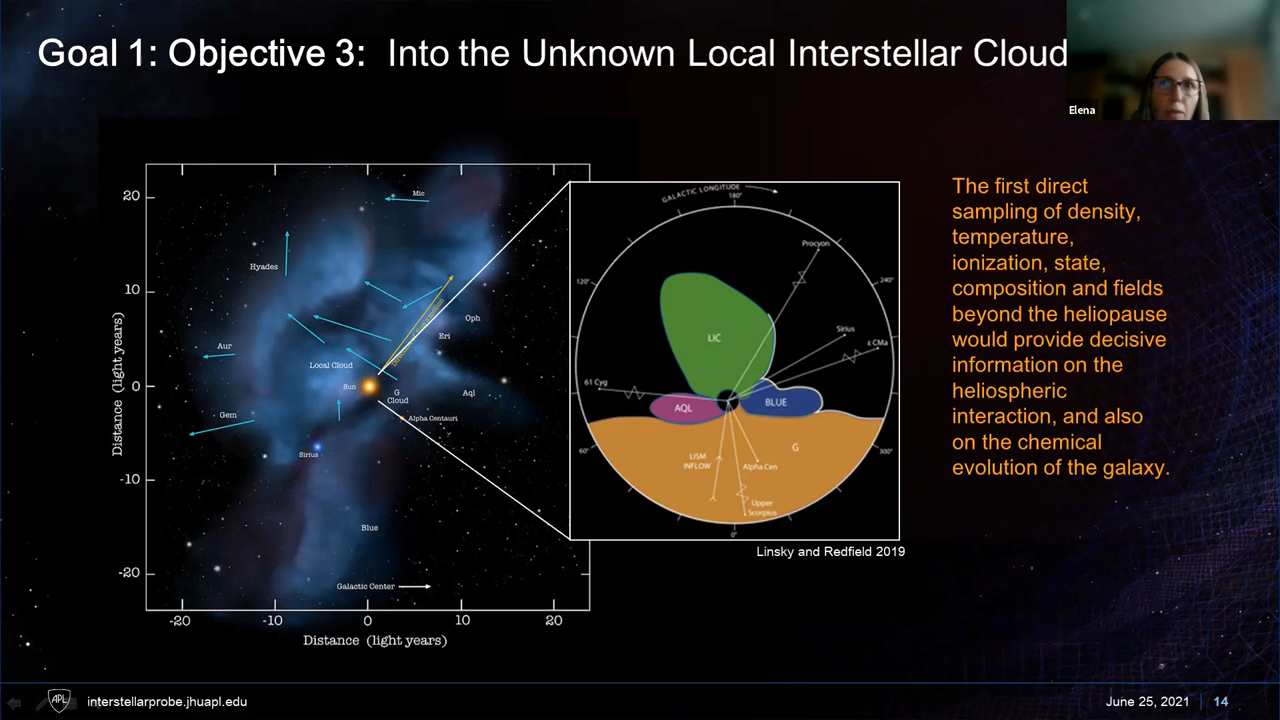 Goal 1: Objective 3: Into the Unknown Local Interstellar Cloud
Elena
20
10
0
-10
-20
Distance (light years)
-20
-10
0
10
20
Distance (light years)
Mic
Hyades
Oph
Eri
Aur
Local Cloud
Sun
G
Cloud
Aql
Alpha Centauri
Gem
Sirius
Blue
Galactic Center
GALACTIC LONGITUDE
180°
Procyon
120°
240°
LIC
Sirius
ε CMa
61 Cyg
AQL
BLUE
60°
300°
LISM
INFLOW
G
Alpha Cen
Upper
Scorpius
0°
Linsky and Redfield 2019
The first direct
sampling of density,
temperature,
ionization, state,
composition and fields
beyond the heliopause
would provide decisive
information on the
heliospheric
interaction, and also
on the chemical
evolution of the galaxy.
APL
interstellarprobe.jhuapl.edu
June 25, 2021
14